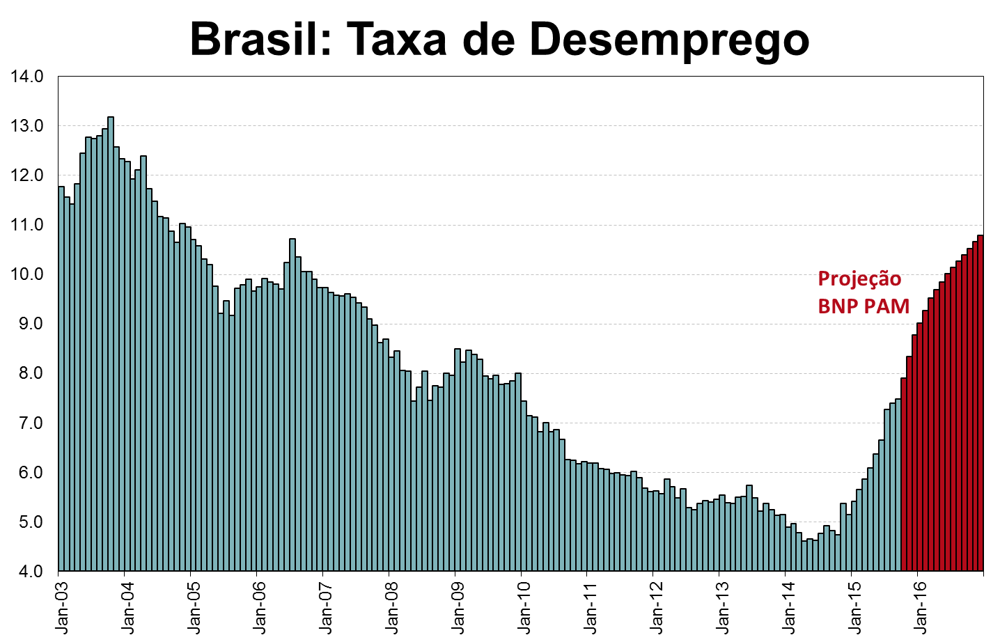 Brasil: Taxa de Desemprego
14.0
13.0
12.0
11.0
10.0
9.0
8.0
7.0
6.0
5.0
4.0
Projeção
BNP PAM
Jan-03
Jan-04
Jan-05
Jan-06
Jan-07
Jan-08
Jan-09
Jan-10
Jan-11
Jan-12
Jan-13
Jan-14
Jan-15
Jan-16